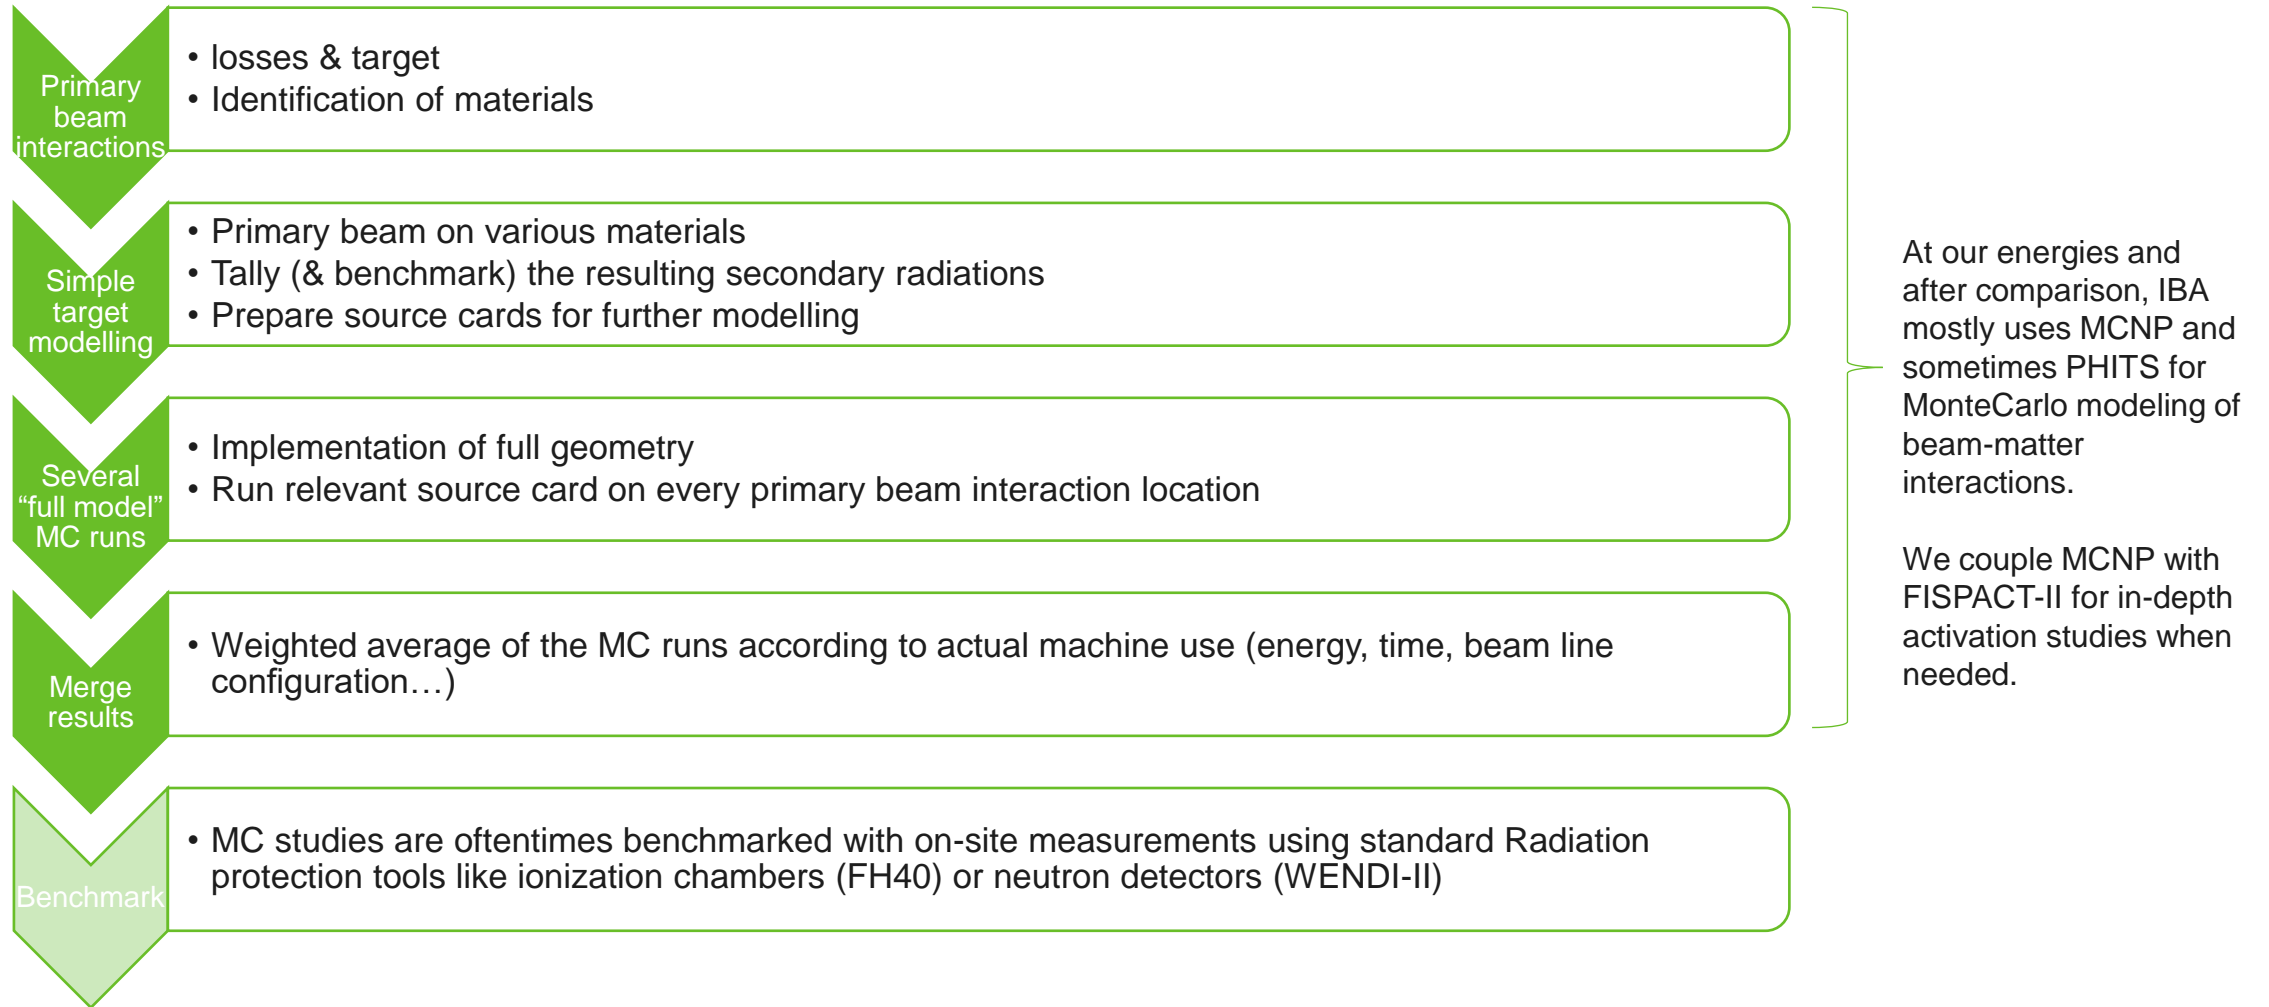 Primary
beam
interactions
• losses & target
• Identification of materials
Simple
target
modelling
• Primary beam on various materials
• Tally (& benchmark) the resulting secondary radiations
• Prepare source cards for further modelling
Several
“full model”
MC runs
• Implementation of full geometry
• Run relevant source card on every primary beam interaction location
Merge
results
• Weighted average of the MC runs according to actual machine use (energy, time, beam line
configuration…)
Benchmark
• MC studies are oftentimes benchmarked with on-site measurements using standard Radiation
protection tools like ionization chambers (FH40) or neutron detectors (WENDI-II)
At our energies and
after comparison, IBA
mostly uses MCNP and
sometimes PHITS for
MonteCarlo modeling of
beam-matter
interactions.
We couple MCNP with
FISPACT-II for in-depth
activation studies when
needed.